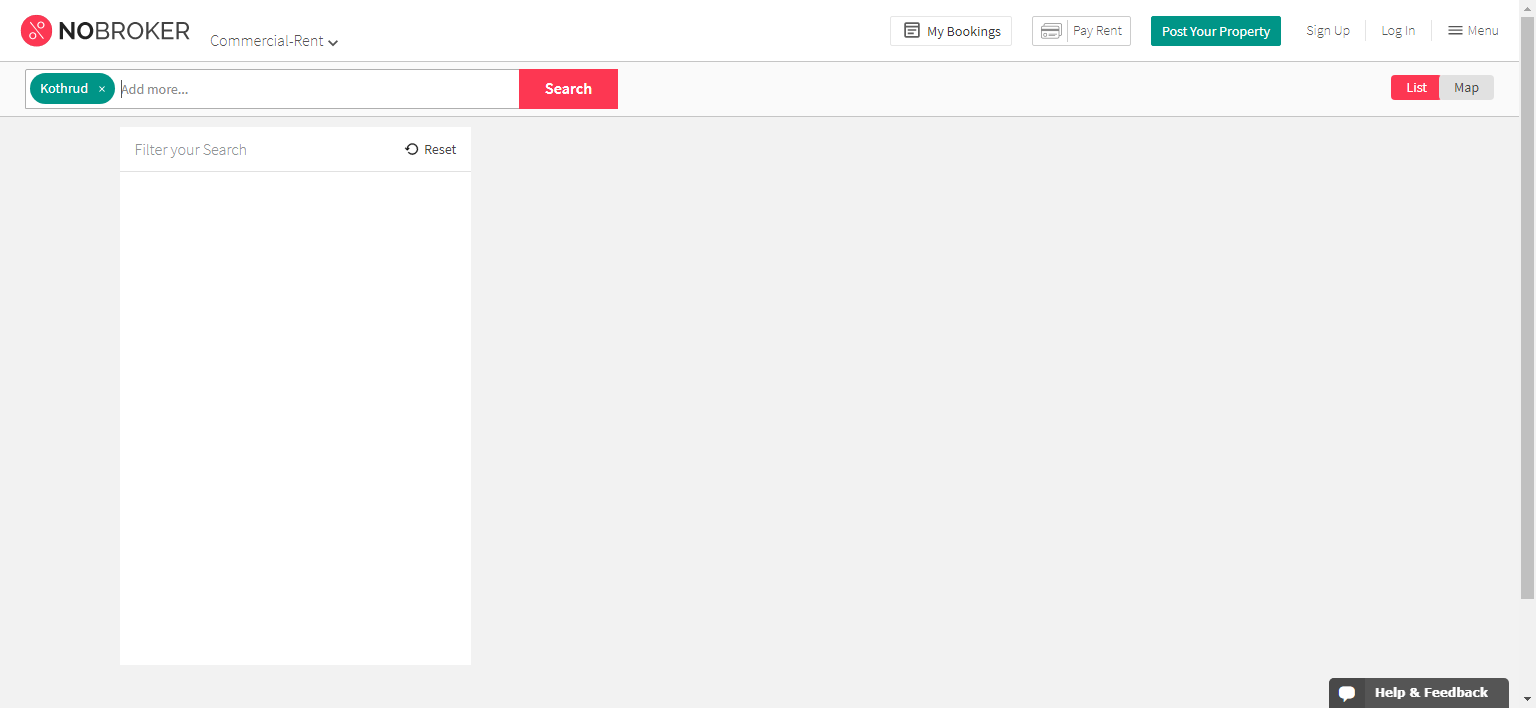 NOBROKER
Commercial-Rent
My Bookings
Pay Rent
Post Your Property
Sign Up
Log In
Menu
Kothrud ×
Add more...
Search
List
Map
Filter your Search
Reset
Help & Feedback